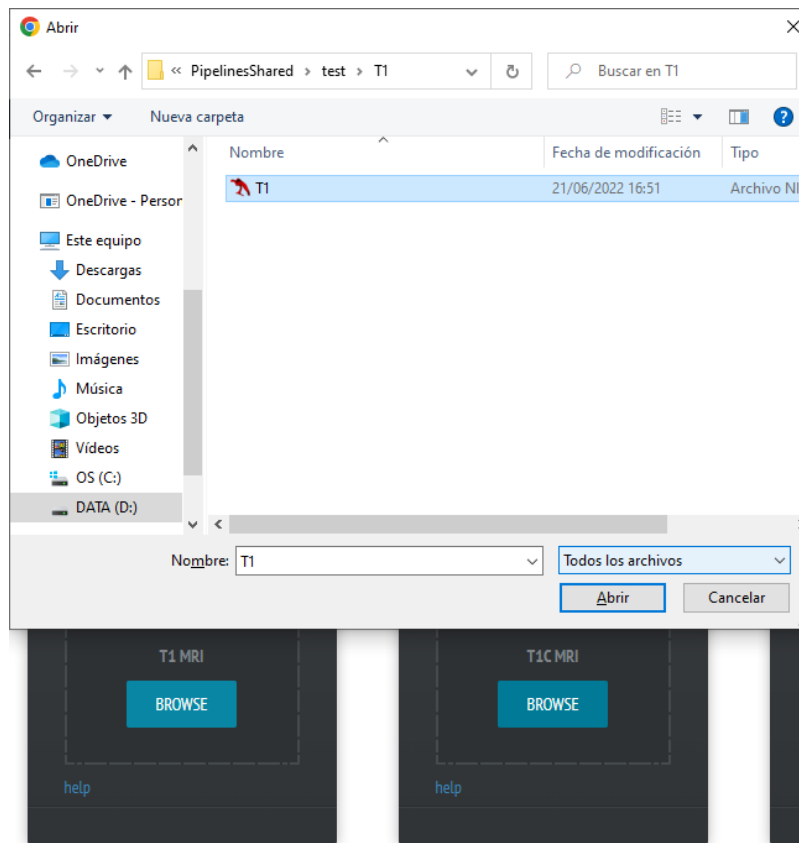 Abrir
« PipelinesShared › test › T1
Buscar en T1
Organizar
Nueva carpeta
Nombre
Fecha de modificación
Tipo
T1
21/06/2022 16:51
Archivo NI
OneDrive
OneDrive - Person
Este equipo
Descargas
Documentos
Escritorio
Imágenes
Música
Objetos 3D
Vídeos
OS (C:)
DATA (D:)
Nombre: T1
Todos los archivos
Abrir
Cancelar
T1 MRI
T1C MRI
BROWSE
BROWSE
help
help